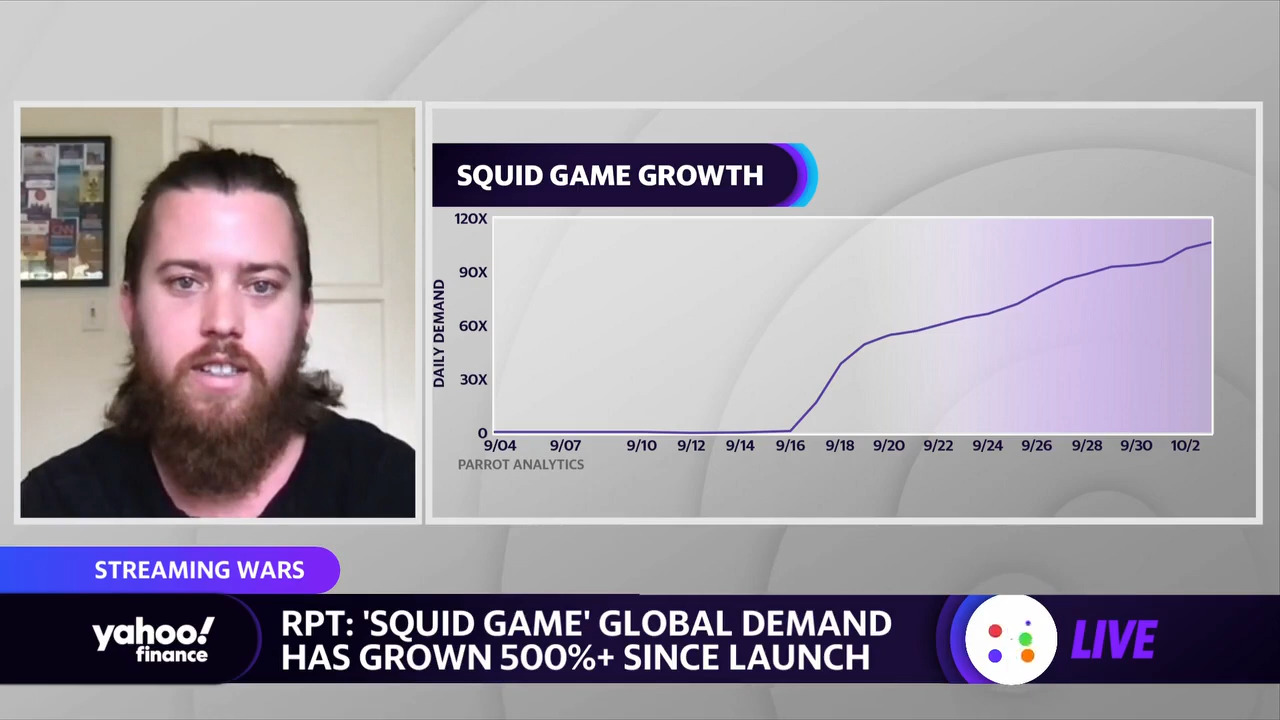 CNN
SQUID GAME GROWTH
120X
90X
60X
30X
0
DAILY DEMAND
9/04 9/07 9/10 9/12 9/14 9/16 9/18 9/20 9/22 9/24 9/26 9/28 9/30 10/2
PARROT ANALYTICS
STREAMING WARS
yahoo!
finance
RPT: 'SQUID GAME' GLOBAL DEMAND
HAS GROWN 500%+ SINCE LAUNCH
LIVE